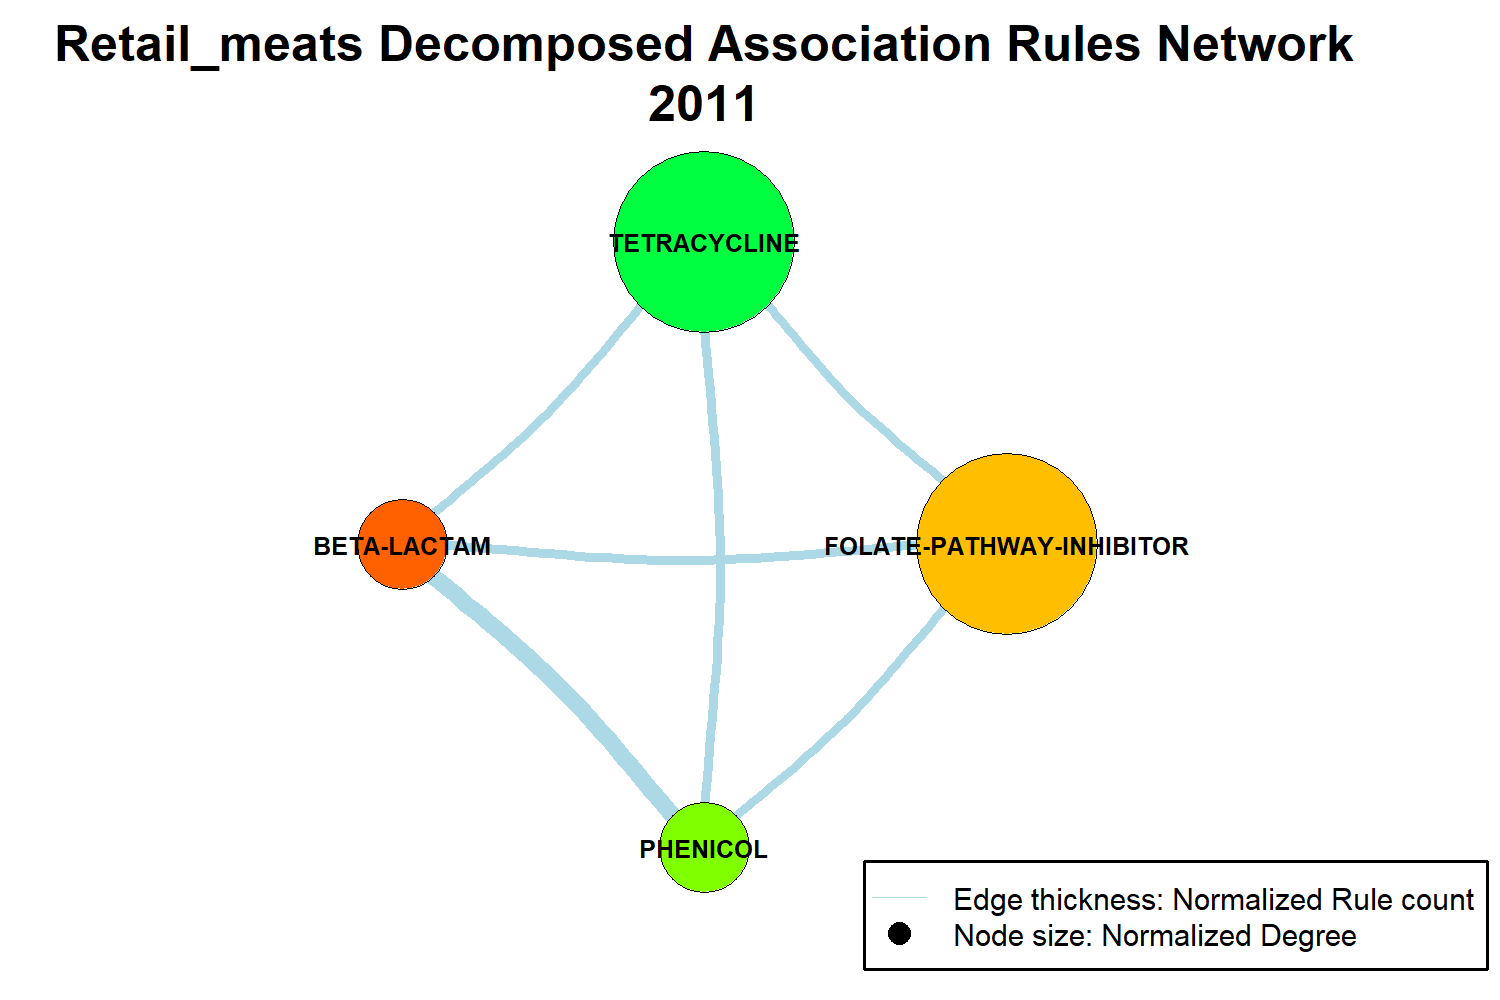 Retail_meats Decomposed Association Rules Network
2011
TETRACYCLINE
BETA-LACTAM
FOLATE-PATHWAY-INHIBITOR
PHENICOL
Edge thickness: Normalized Rule count
Node size: Normalized Degree